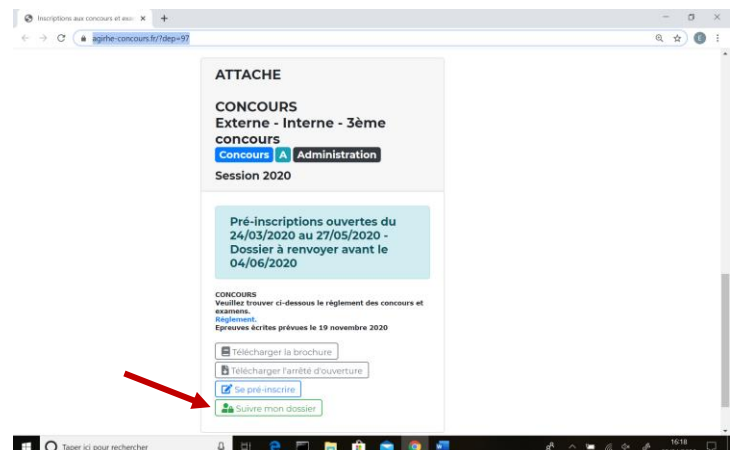 Inscriptions aux concours et exa
agirhe-concours.fr/?dep=97
ATTACHE
CONCOURS
Externe - Interne - 3ème
concours
Concours A Administration
Session 2020
Pré-inscriptions ouvertes du
24/03/2020 au 27/05/2020 -
Dossier à renvoyer avant le
04/06/2020
CONCOURS
Veuillez trouver ci-dessous le règlement des concours et
examens.
Règlement.
Epreuves écrites prévues le 19 novembre 2020
Télécharger la brochure
Télécharger l'arrêté d'ouverture
Se pré-inscrire
Suivre mon dossier
Taper ici pour rechercher
16:18